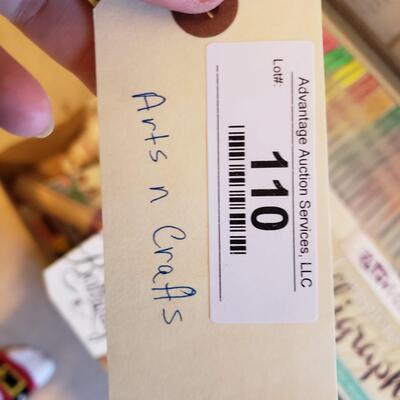 Advantage Auction Services, LLC
Lot#:
110
Arts n Crafts